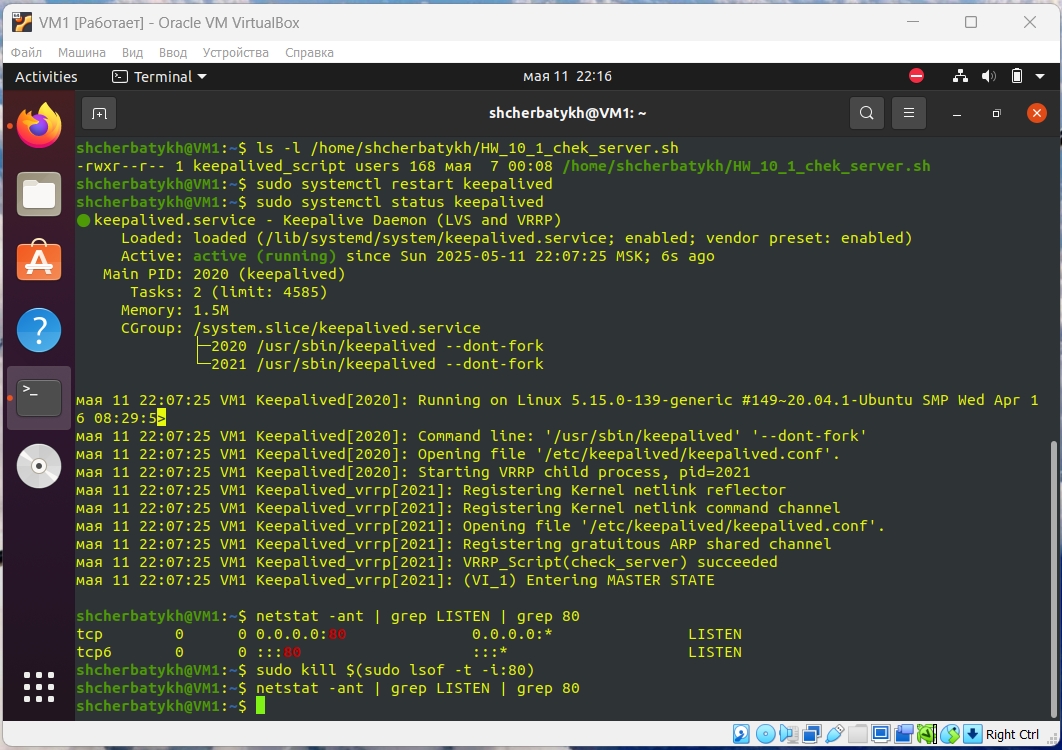 VM1 [Работает] - Oracle VM VirtualBox
Файл Машина Вид Ввод Устройства Справка
Activities Terminal мая 11 22:16
shcherbatykh@VM1: ~
shcherbatykh@VM1:~$ ls -l /home/shcherbatykh/HW_10_1_chek_server.sh
-rwxr--r-- 1 keepalived_script users 168 мая  7 00:08 /home/shcherbatykh/HW_10_1_chek_server.sh
shcherbatykh@VM1:~$ sudo systemctl restart keepalived
shcherbatykh@VM1:~$ sudo systemctl status keepalived
● keepalived.service - Keepalive Daemon (LVS and VRRP)
     Loaded: loaded (/lib/systemd/system/keepalived.service; enabled; vendor preset: enabled)
     Active: active (running) since Sun 2025-05-11 22:07:25 MSK; 6s ago
   Main PID: 2020 (keepalived)
      Tasks: 2 (limit: 4585)
     Memory: 1.5M
     CGroup: /system.slice/keepalived.service
             ├─2020 /usr/sbin/keepalived --dont-fork
             └─2021 /usr/sbin/keepalived --dont-fork
мая 11 22:07:25 VM1 Keepalived[2020]: Running on Linux 5.15.0-139-generic #149~20.04.1-Ubuntu SMP Wed Apr 1
6 08:29:5>
мая 11 22:07:25 VM1 Keepalived[2020]: Command line: '/usr/sbin/keepalived' '--dont-fork'
мая 11 22:07:25 VM1 Keepalived[2020]: Opening file '/etc/keepalived/keepalived.conf'.
мая 11 22:07:25 VM1 Keepalived[2020]: Starting VRRP child process, pid=2021
мая 11 22:07:25 VM1 Keepalived_vrrp[2021]: Registering Kernel netlink reflector
мая 11 22:07:25 VM1 Keepalived_vrrp[2021]: Registering Kernel netlink command channel
мая 11 22:07:25 VM1 Keepalived_vrrp[2021]: Opening file '/etc/keepalived/keepalived.conf'.
мая 11 22:07:25 VM1 Keepalived_vrrp[2021]: Registering gratuitous ARP shared channel
мая 11 22:07:25 VM1 Keepalived_vrrp[2021]: VRRP_Script(check_server) succeeded
мая 11 22:07:25 VM1 Keepalived_vrrp[2021]: (VI_1) Entering MASTER STATE
shcherbatykh@VM1:~$ netstat -ant | grep LISTEN | grep 80
tcp        0      0 0.0.0.0:80              0.0.0.0:*               LISTEN
tcp6       0      0 :::80                   :::*                    LISTEN
shcherbatykh@VM1:~$ sudo kill $(sudo lsof -t -i:80)
shcherbatykh@VM1:~$ netstat -ant | grep LISTEN | grep 80
shcherbatykh@VM1:~$
Right Ctrl